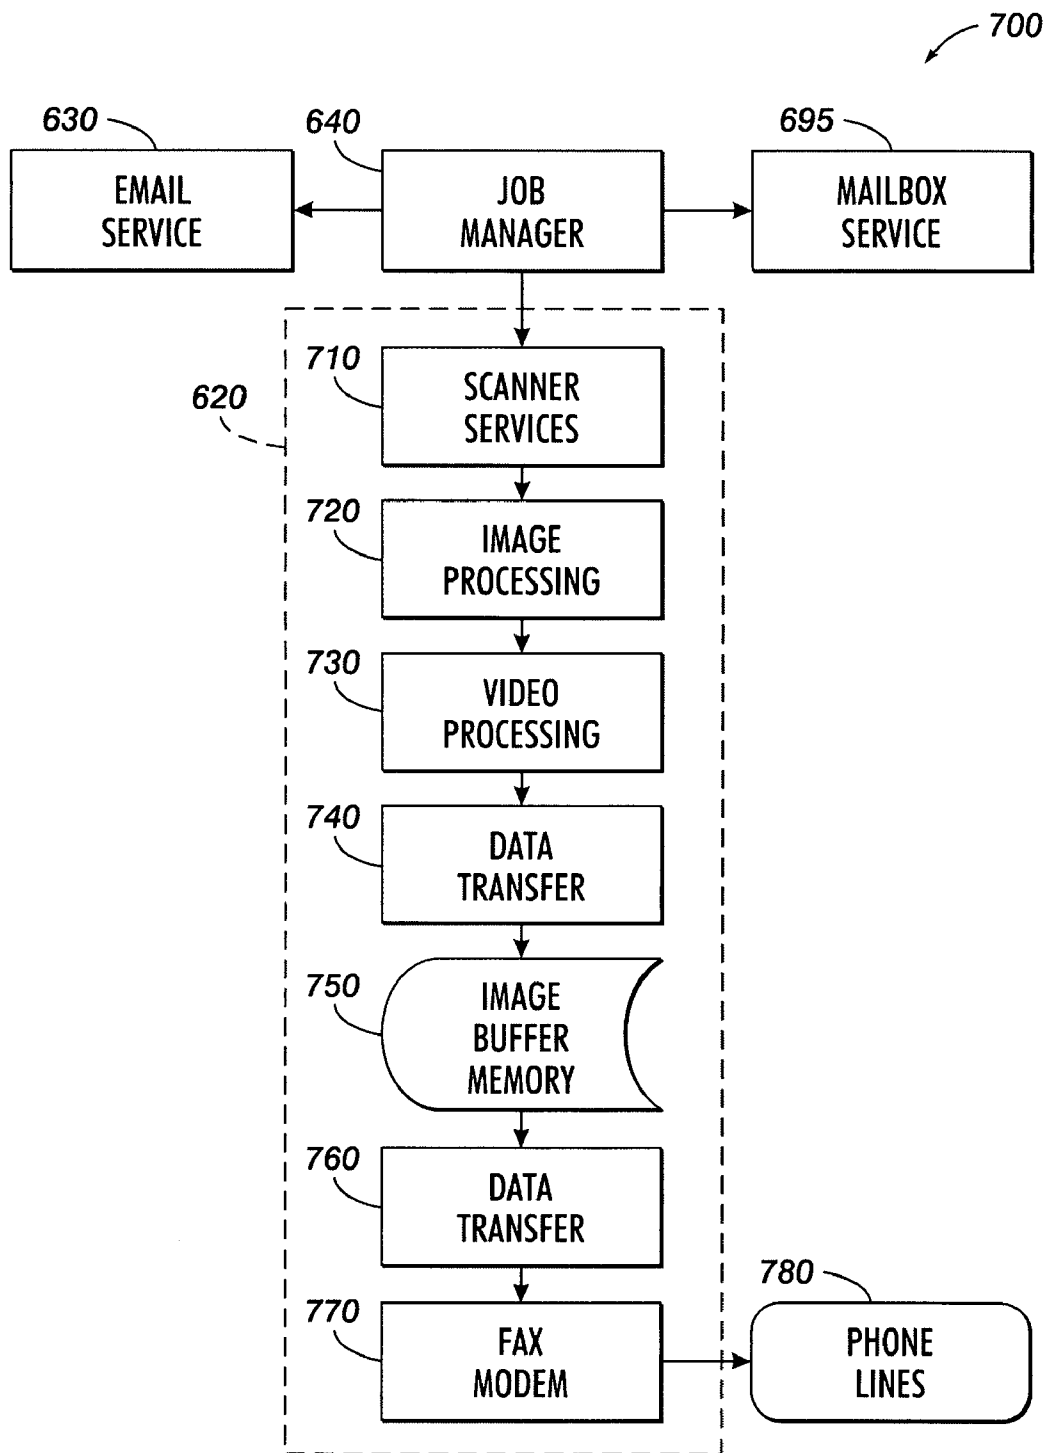 700
630
640
695
EMAIL
SERVICE
JOB
MANAGER
MAILBOX
SERVICE
710
SCANNER
SERVICES
620
720
IMAGE
PROCESSING
730
VIDEO
PROCESSING
740
DATA
TRANSFER
750
IMAGE
BUFFER
MEMORY
760
DATA
TRANSFER
770
FAX
MODEM
780
PHONE
LINES